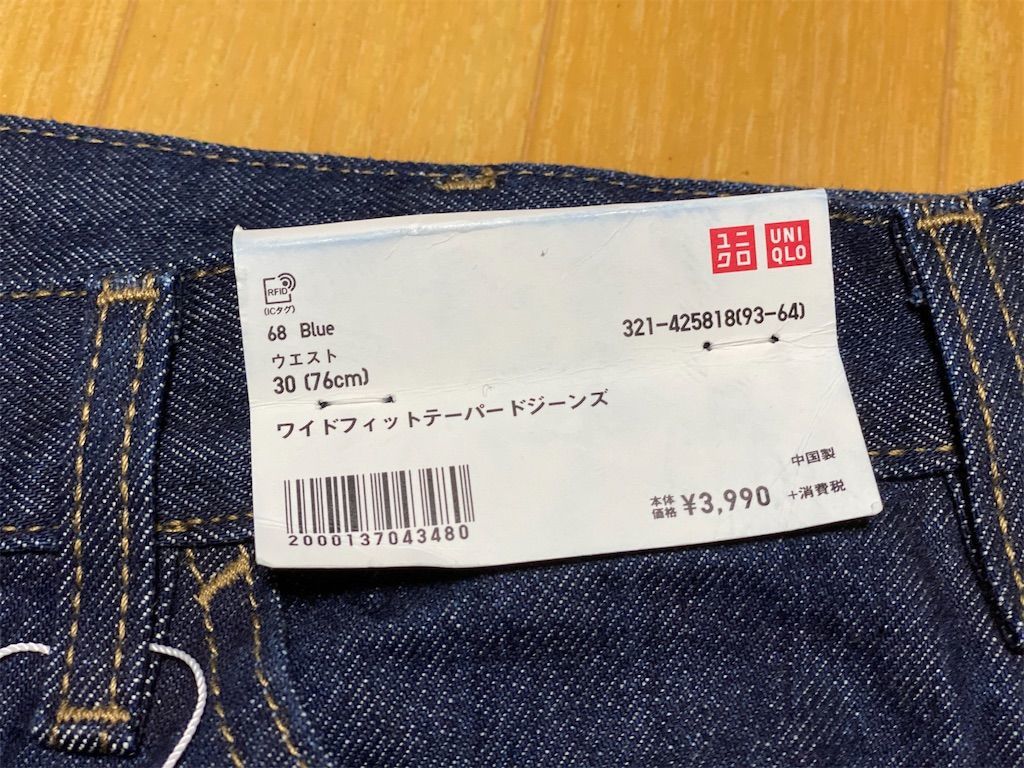 ユニクロ
UNIQLO
RFID
(ICタグ)
68 Blue
321-425818(93-64)
ウエスト
30 (76cm)
ワイドフィットテーパードジーンズ
中国製
本体価格 ¥3,990 +消費税
2000137043480